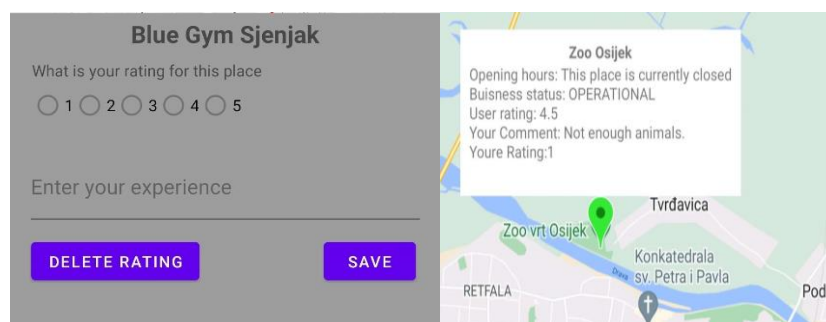 Blue Gym Sjenjak
What is your rating for this place
1 2 3 4 5
Enter your experience
DELETE RATING
SAVE
Zoo Osijek
Opening hours: This place is currently closed
Buisness status: OPERATIONAL
User rating: 4.5
Your Comment: Not enough animals.
Youre Rating:1
Tvrđavica
Zoo vrt Osijek
Konkatedrala
sv. Petra i Pavla
Drava
RETFALA
Pod